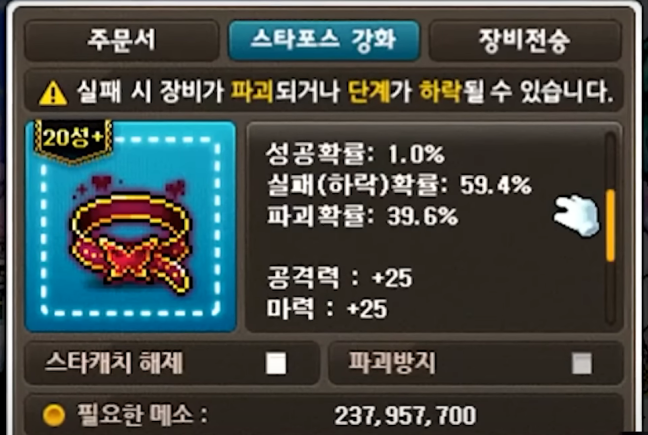 주문서
스타포스 강화
장비전승
실패 시 장비가 파괴되거나 단계가 하락될 수 있습니다.
20성+
성공확률: 1.0%
실패(하락)확률: 59.4%
파괴확률: 39.6%
공격력 : +25
마력 : +25
스타캐치 해제
파괴방지
필요한 메소 : 237,957,700